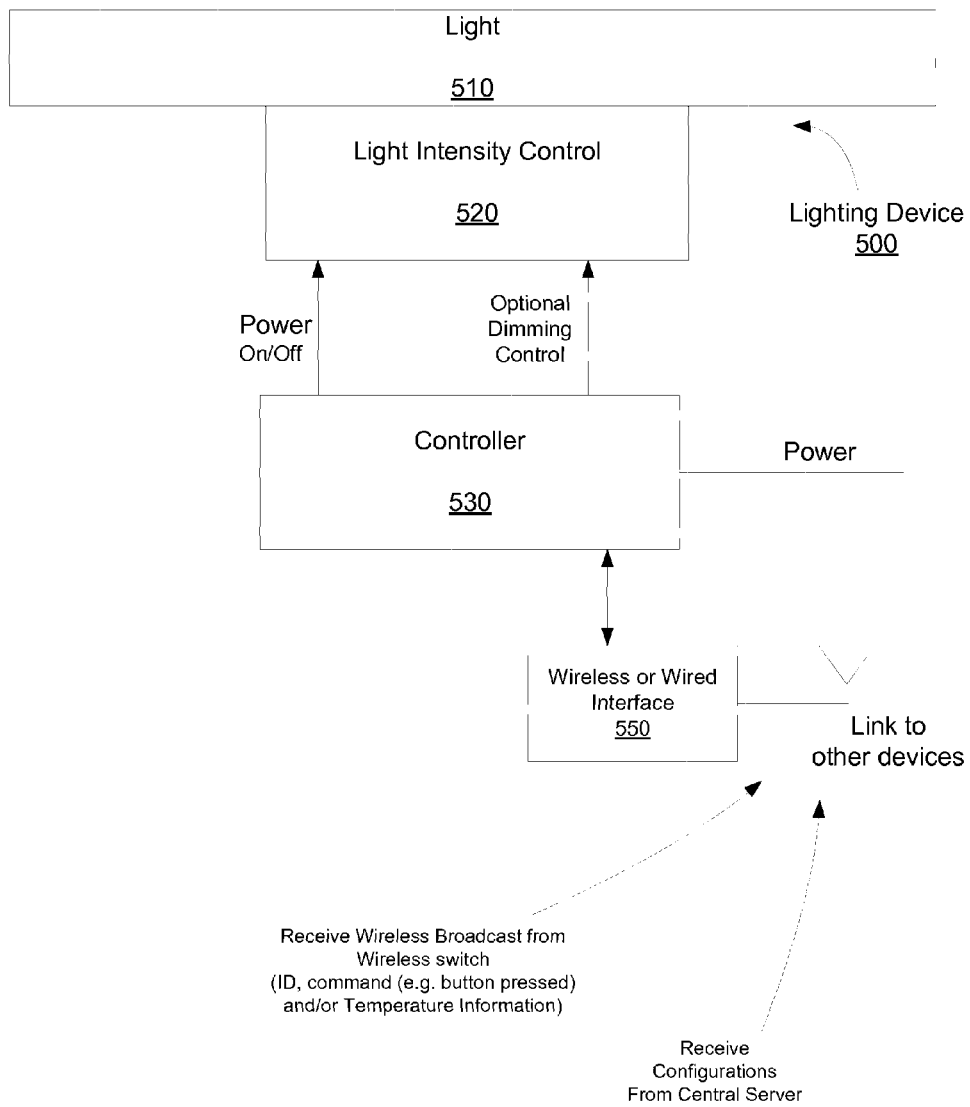 Light
510
Light Intensity Control
520
Lighting Device
500
Power
On/Off
Optional
Dimming
Control
Controller
530
Power
Wireless or Wired
Interface
550
Link to
other devices
Receive Wireless Broadcast from
Wireless switch
(ID, command (e.g. button pressed)
and/or Temperature Information)
Receive
Configurations
From Central Server